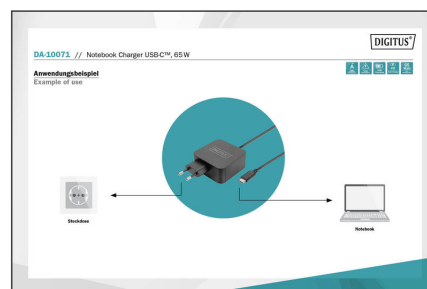 DIGITUS®
DA-10071 // Notebook Charger USB-C™, 65 W
Anwendungsbeispiel
Example of use
Steckdose
Notebook